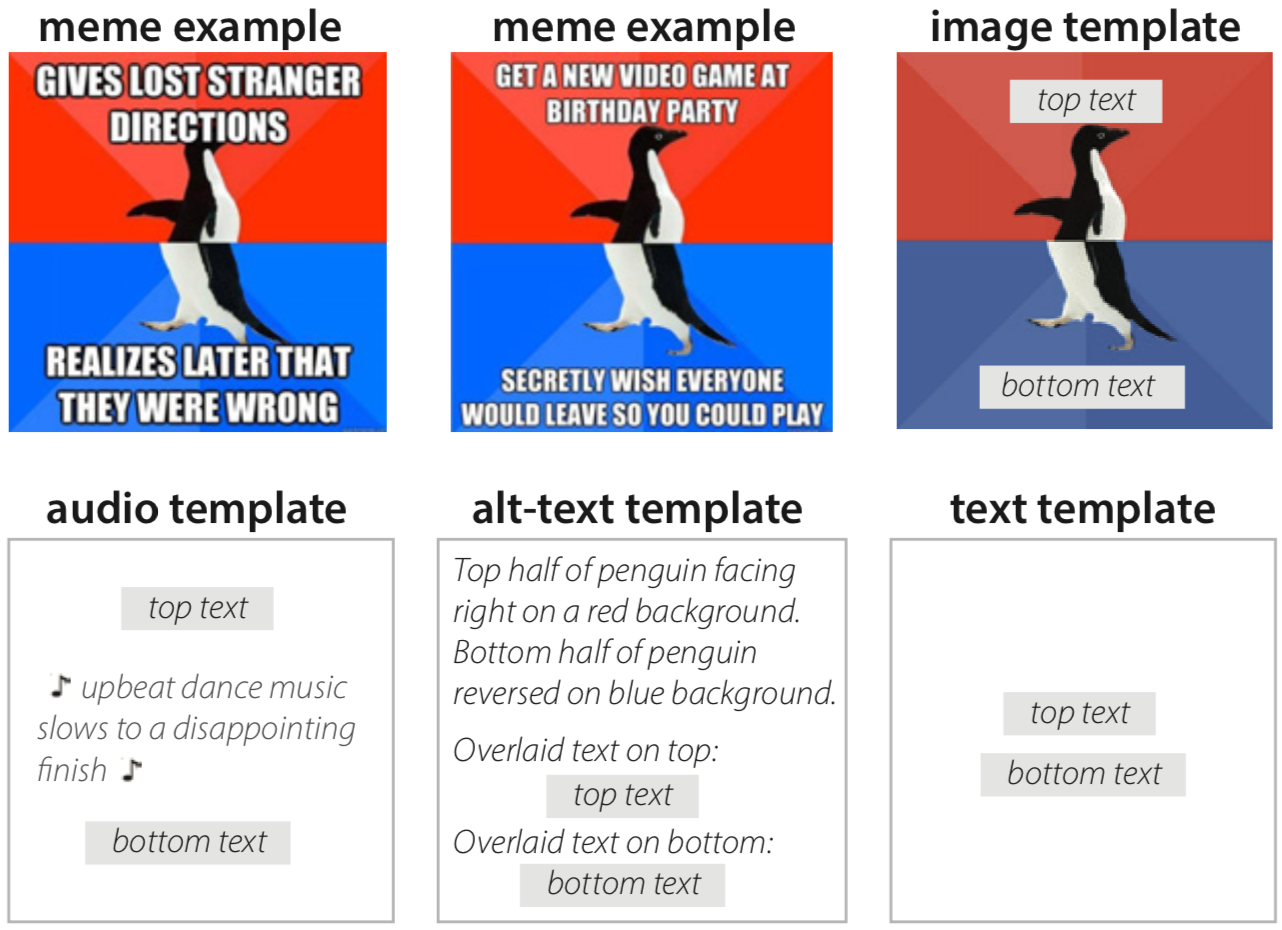 meme example
GIVES LOST STRANGER
DIRECTIONS
REALIZES LATER THAT
THEY WERE WRONG
meme example
GET A NEW VIDEO GAME AT
BIRTHDAY PARTY
SECRETLY WISH EVERYONE
WOULD LEAVE SO YOU COULD PLAY
image template
top text
bottom text
audio template
top text
♪ upbeat dance music
slows to a disappointing
finish ♪
bottom text
alt-text template
Top half of penguin facing
right on a red background.
Bottom half of penguin
reversed on blue background.
Overlaid text on top:
top text
Overlaid text on bottom:
bottom text
text template
top text
bottom text